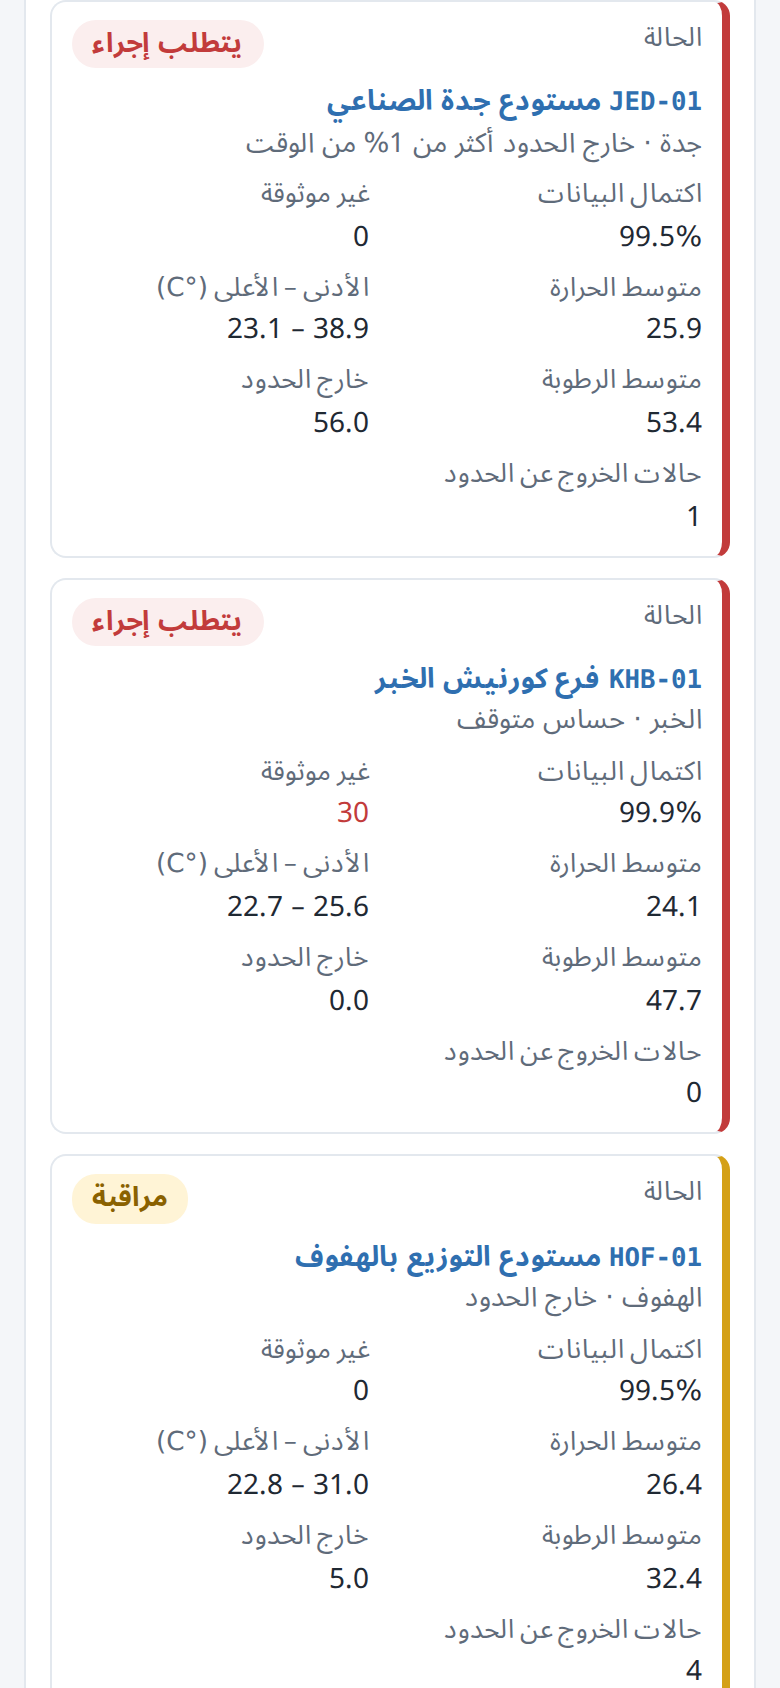 الحالة
يتطلب إجراء
JED-01 مستودع جدة الصناعي
جدة · خارج الحدود أكثر من 1% من الوقت
اكتمال البيانات
99.5%
غير موثوقة
0
متوسط الحرارة
25.9
الأدنى – الأعلى (°C)
23.1 – 38.9
متوسط الرطوبة
53.4
خارج الحدود
56.0
حالات الخروج عن الحدود
1
الحالة
يتطلب إجراء
KHB-01 فرع كورنيش الخبر
الخبر · حساس متوقف
اكتمال البيانات
99.9%
غير موثوقة
30
متوسط الحرارة
24.1
الأدنى – الأعلى (°C)
22.7 – 25.6
متوسط الرطوبة
47.7
خارج الحدود
0.0
حالات الخروج عن الحدود
0
الحالة
مراقبة
HOF-01 مستودع التوزيع بالهفوف
الهفوف · خارج الحدود
اكتمال البيانات
99.5%
غير موثوقة
0
متوسط الحرارة
26.4
الأدنى – الأعلى (°C)
22.8 – 31.0
متوسط الرطوبة
32.4
خارج الحدود
5.0
حالات الخروج عن الحدود
4